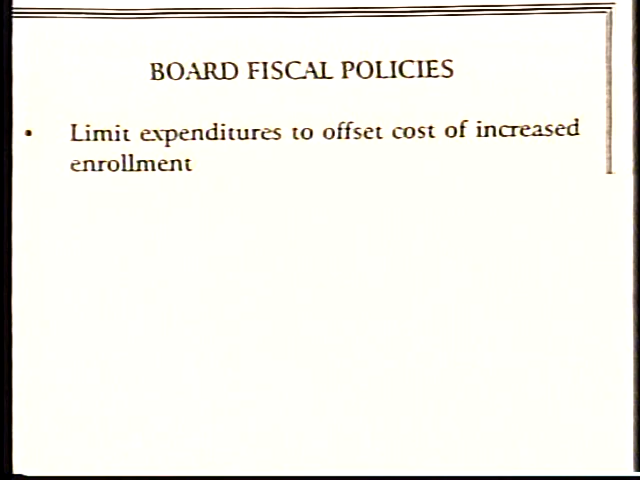 BOARD FISCAL POLICIES
• Limit expenditures to offset cost of increased
enrollment